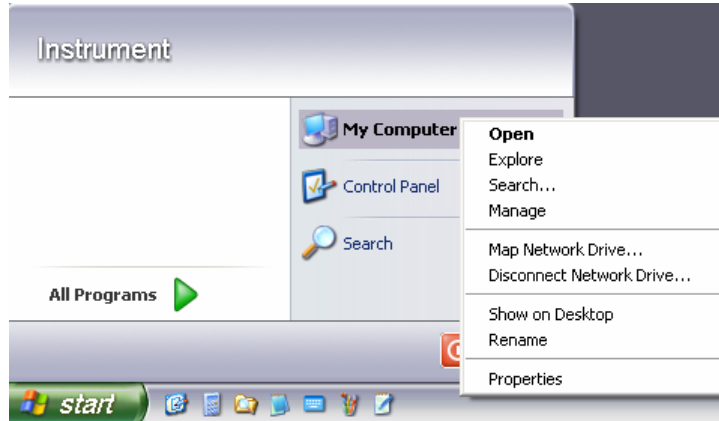 Instrument
My Computer
Control Panel
Search
All Programs
Open
Explore
Search...
Manage
Map Network Drive...
Disconnect Network Drive...
Show on Desktop
Rename
Properties
start